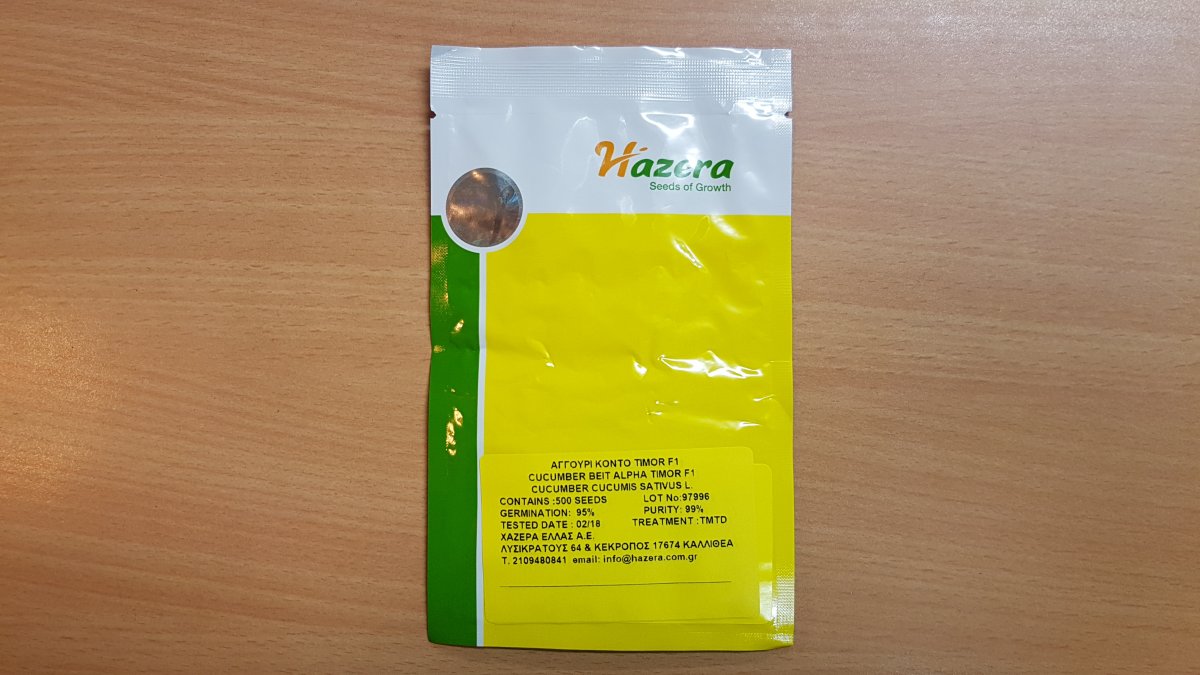 Hazera
Seeds of Growth
ΑΓΓΟΥΡΙ ΚΟΝΤΟ TIMOR F1
CUCUMBER BEIT ALPHA TIMOR F1
CUCUMBER CUCUMIS SATIVUS L.
CONTAINS :500 SEEDS LOT No:97996
GERMINATION: 95% PURITY: 99%
TESTED DATE : 02/18 TREATMENT :TMTD
ΧΑΖΕΡΑ ΕΛΛΑΣ Α.Ε.
ΛΥΣΙΚΡΑΤΟΥΣ 64 & ΚΕΚΡΟΠΟΣ 17674 ΚΑΛΛΙΘΕΑ
Τ. 2109480841 email: info@hazera.com.gr